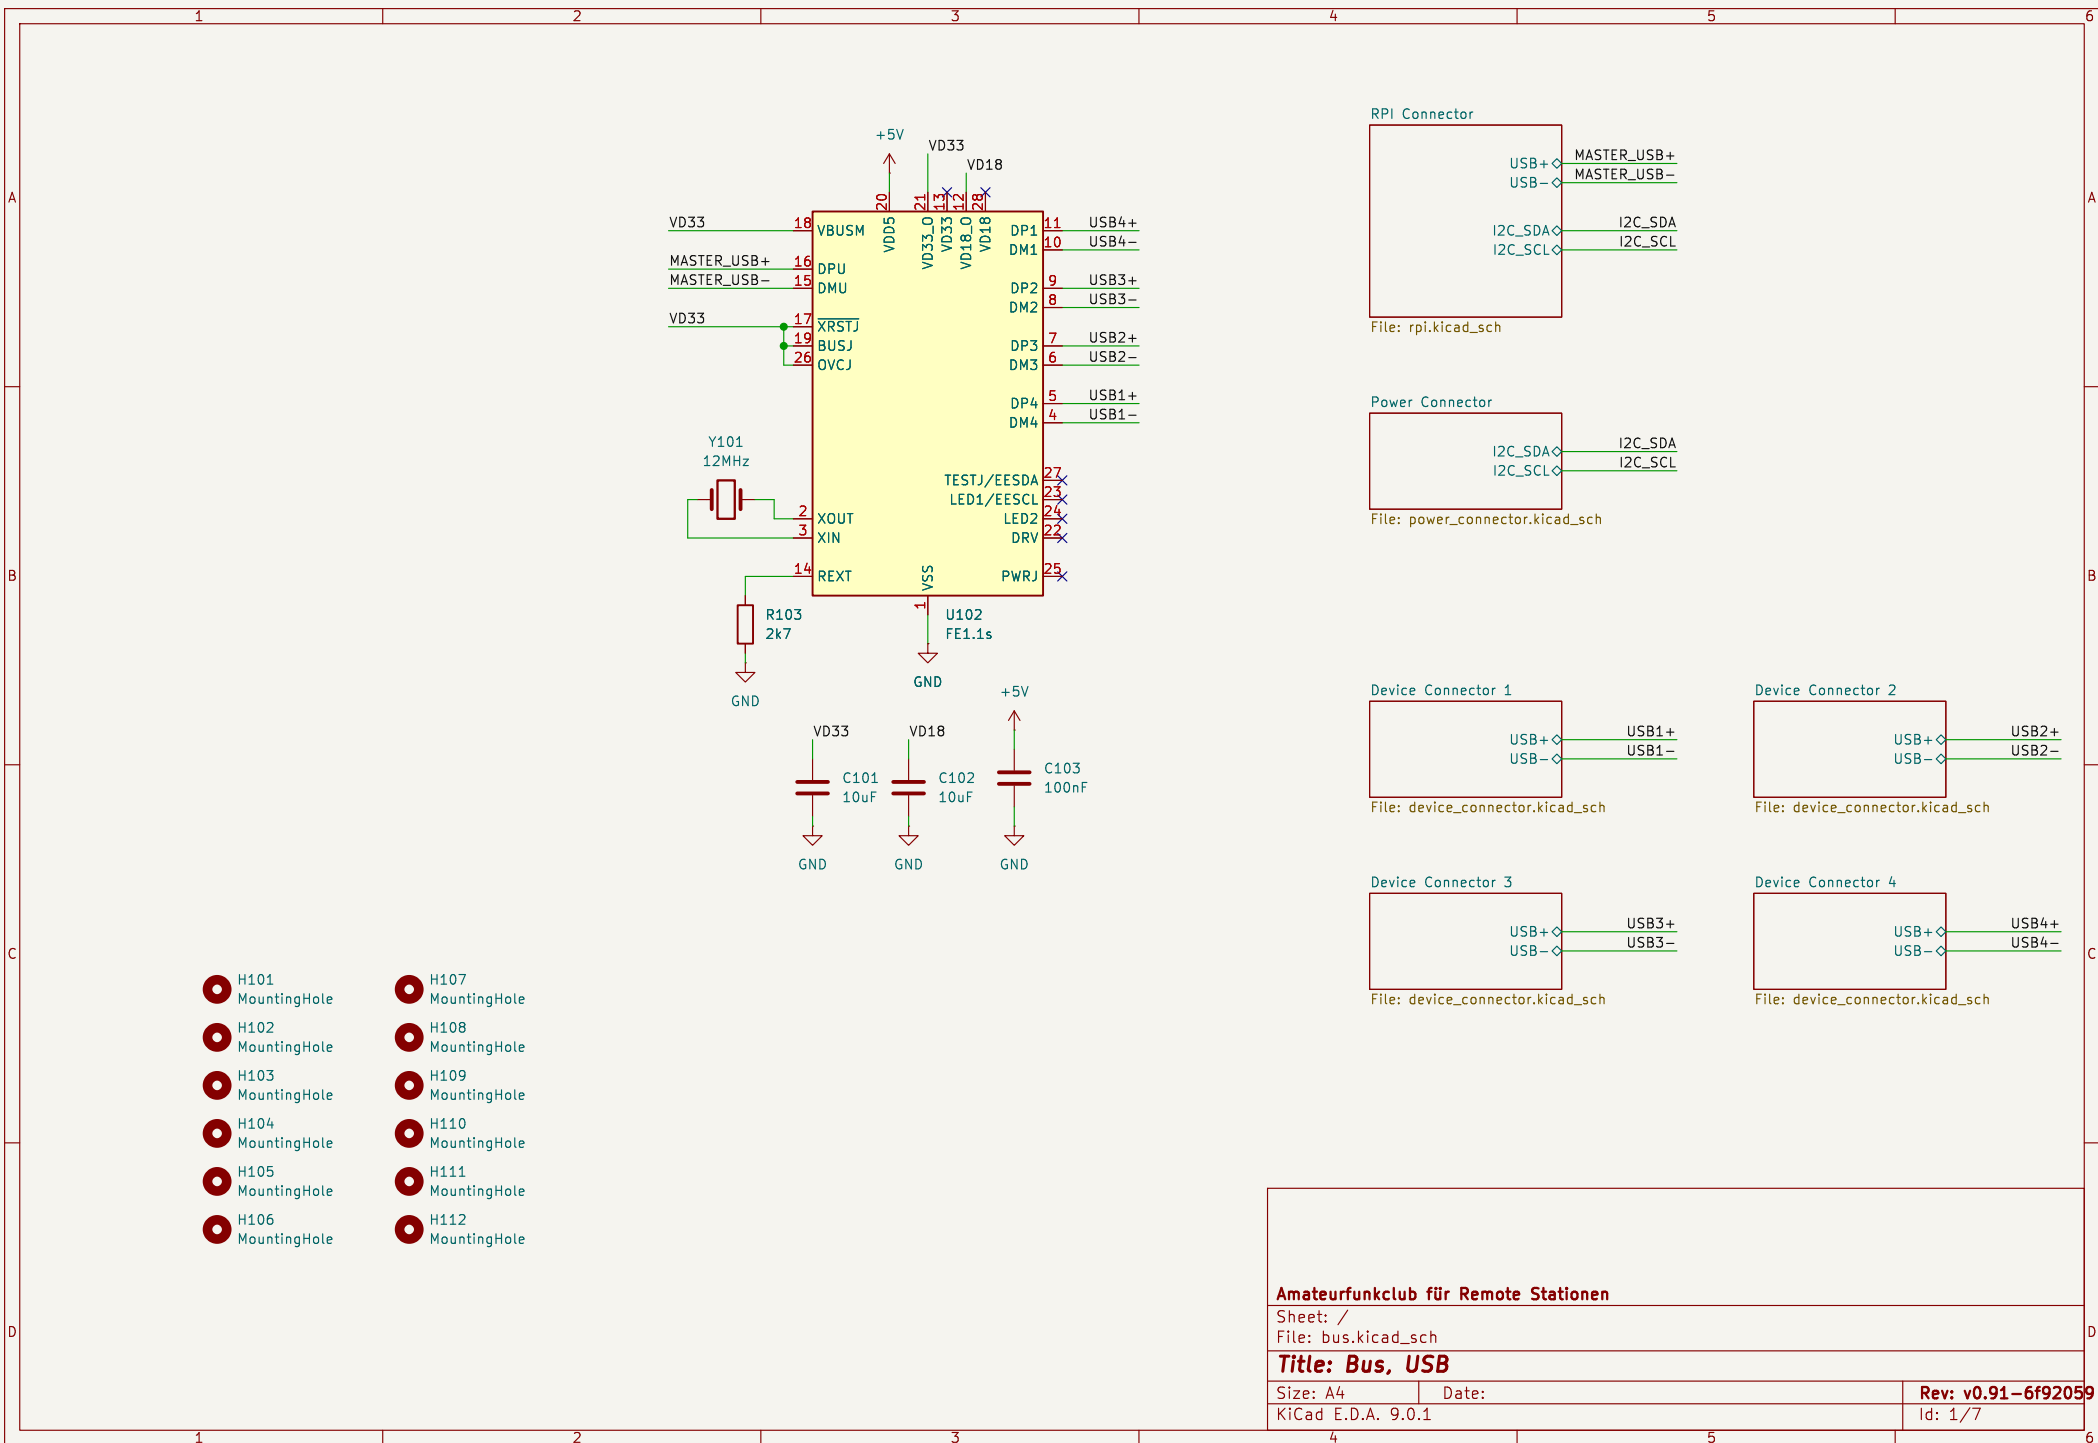 1 2 3 4 5 6
A
B
C
D
+5V
VD33
VD18
20
21
13
12
28
VDD5
VD33_O
VD33
VD18_O
VD18
VD33
18 VBUSM
MASTER_USB+
16 DPU
MASTER_USB-
15 DMU
VD33
17 XRSTJ
19 BUSJ
26 OVCJ
Y101
12MHz
2 XOUT
3 XIN
14 REXT
R103
2k7
GND
DP1 11 USB4+
DM1 10 USB4-
DP2 9 USB3+
DM2 8 USB3-
DP3 7 USB2+
DM3 6 USB2-
DP4 5 USB1+
DM4 4 USB1-
TESTJ/EESDA 27
LED1/EESCL 23
LED2 24
DRV 22
PWRJ 25
VSS
1
U102
FE1.1s
GND
VD33
C101
10uF
GND
VD18
C102
10uF
GND
+5V
C103
100nF
GND
RPI Connector
USB+ MASTER_USB+
USB- MASTER_USB-
I2C_SDA I2C_SDA
I2C_SCL I2C_SCL
File: rpi.kicad_sch
Power Connector
I2C_SDA I2C_SDA
I2C_SCL I2C_SCL
File: power_connector.kicad_sch
Device Connector 1
USB+ USB1+
USB- USB1-
File: device_connector.kicad_sch
Device Connector 2
USB+ USB2+
USB- USB2-
File: device_connector.kicad_sch
Device Connector 3
USB+ USB3+
USB- USB3-
File: device_connector.kicad_sch
Device Connector 4
USB+ USB4+
USB- USB4-
File: device_connector.kicad_sch
H101
MountingHole
H102
MountingHole
H103
MountingHole
H104
MountingHole
H105
MountingHole
H106
MountingHole
H107
MountingHole
H108
MountingHole
H109
MountingHole
H110
MountingHole
H111
MountingHole
H112
MountingHole
Amateurfunkclub für Remote Stationen
Sheet: /
File: bus.kicad_sch
Title: Bus, USB
Size: A4 Date: Rev: v0.91-6f92059
KiCad E.D.A. 9.0.1 Id: 1/7
A
B
C
D
1 2 3 4 5 6